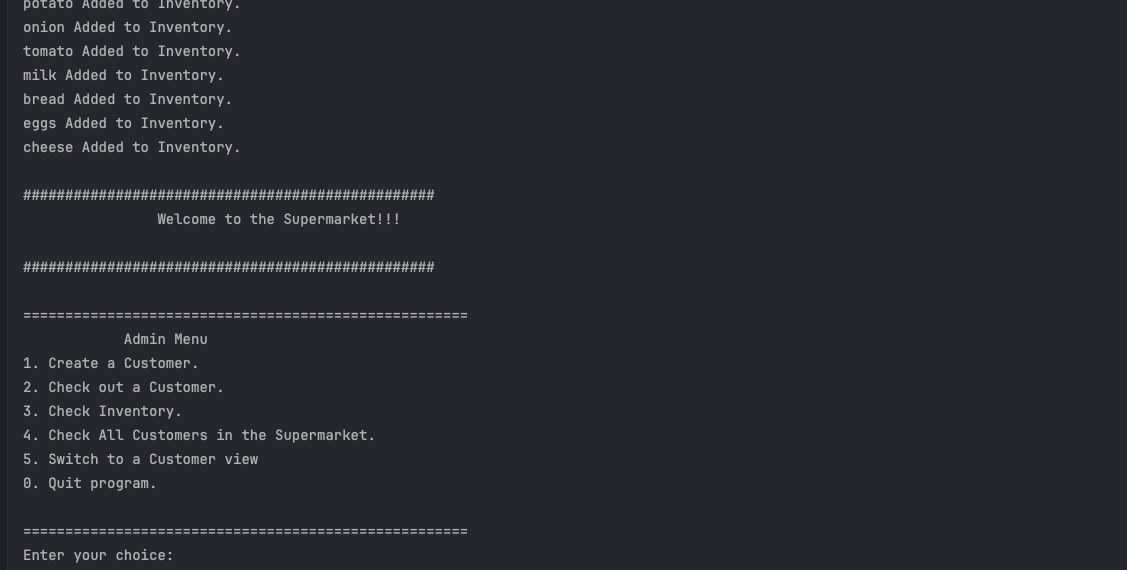 potato Added to Inventory.
onion Added to Inventory.
tomato Added to Inventory.
milk Added to Inventory.
bread Added to Inventory.
eggs Added to Inventory.
cheese Added to Inventory.
#################################################
Welcome to the Supermarket!!!
#################################################
=====================================================
Admin Menu
1. Create a Customer.
2. Check out a Customer.
3. Check Inventory.
4. Check All Customers in the Supermarket.
5. Switch to a Customer view
0. Quit program.
=====================================================
Enter your choice: